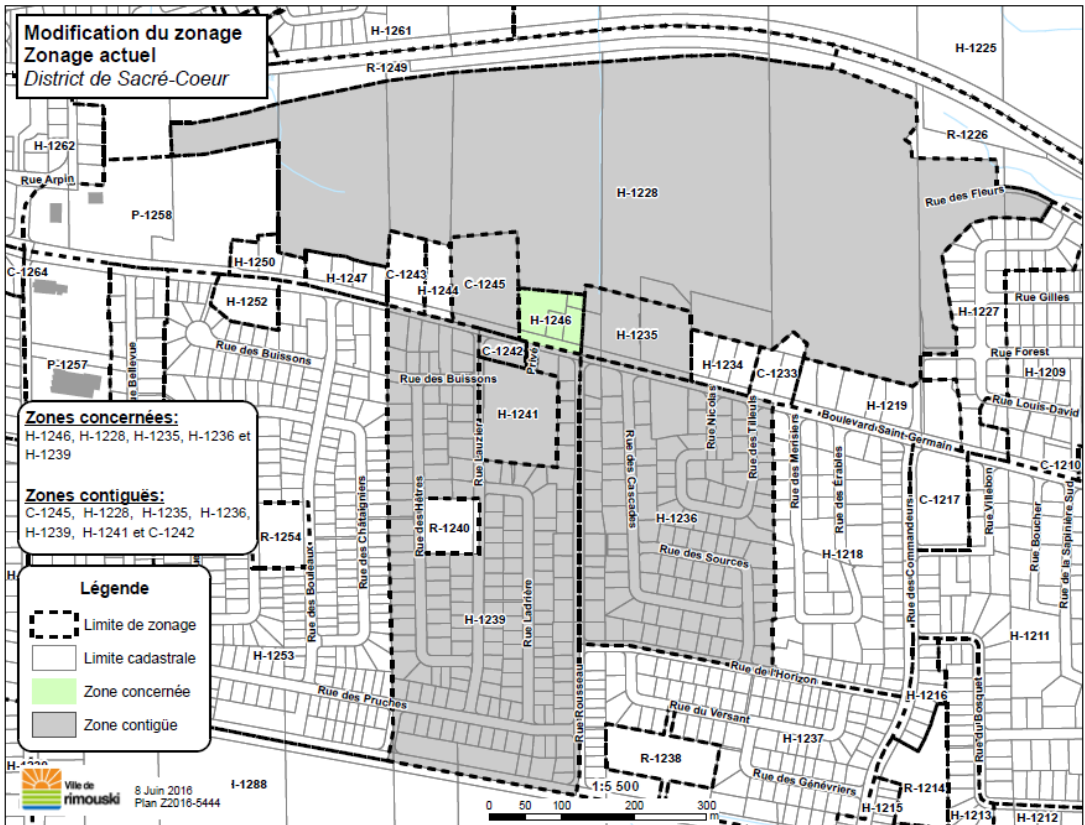 Modification du zonage
Zonage actuel
District de Sacré-Coeur
H-1261
H-1225
R-1249
R-1226
H-1262
Rue Arpin
H-1228
Rue des Fleurs
P-1258
H-1250
C-1243
C-1264
H-1247
H-1244
C-1245
H-1252
H-1246
H-1235
H-1227
Rue Gilles
Rue des Buissons
C-1242
Privé
Rue Forest
P-1257
Rue Bellevue
Rue des Buissons
H-1234
C-1233
H-1209
H-1219
Rue Louis-David
H-1241
Rue Lauzier
Rue Nicolas
Rue des Tilleuls
Boulevard Saint-Germain
Zones concernées:
H-1246, H-1228, H-1235, H-1236 et
H-1239
Zones contiguës:
C-1245, H-1228, H-1235, H-1236,
H-1239, H-1241 et C-1242
C-1210
Rue des Cascades
Rue des Merisiers
Rue des Érables
C-1217
Rue Villebon
Rue Boucher
Rue de la Sapinière Sud
R-1254
Rue des Bouleaux
Rue des Châtaigniers
Rue des Hêtres
R-1240
H-1236
Rue des Sources
H-1218
Rue des Commandeurs
Légende
Limite de zonage
Limite cadastrale
Zone concernée
Zone contigüe
H-1239
Rue Ladrière
H-1211
H-1253
Rue des Pruches
Rue Rousseau
Rue de l'Horizon
H-1216
Rue du Bosquet
Rue du Versant
H-1237
R-1238
Rue des Génévriers
H-1288
R-1214
H-1215
H-1213
H-1212
Ville de
rimouski
8 Juin 2016
Plan Z2016-5444
1:5 500
0 50 100 200 300
m